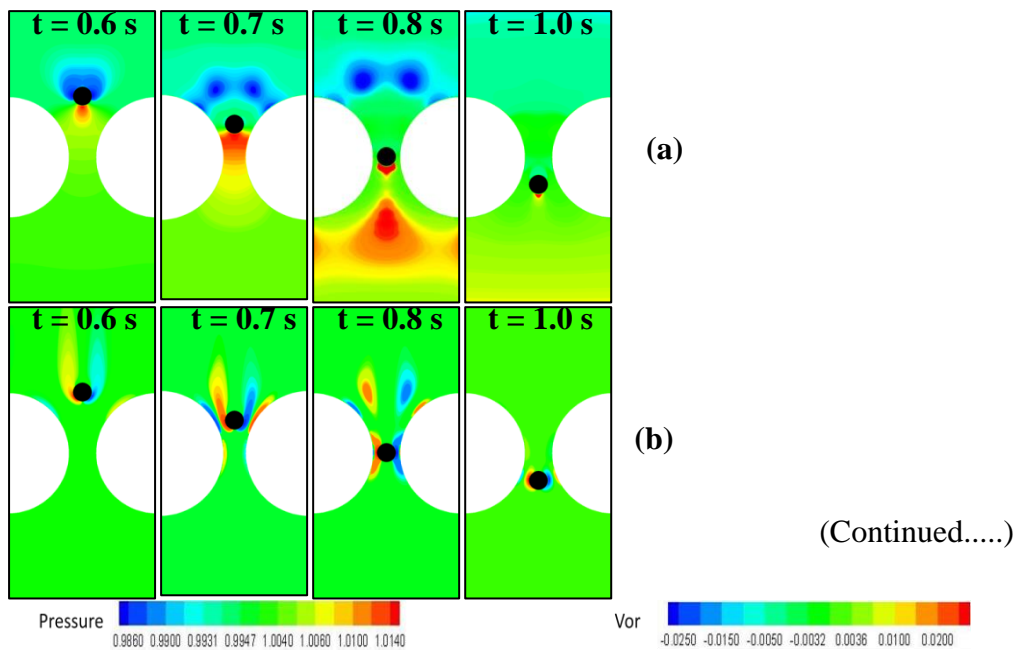 t = 0.6 s t = 0.7 s t = 0.8 s t = 1.0 s
(a)
t = 0.6 s t = 0.7 s t = 0.8 s t = 1.0 s
(b)
(Continued.....)
Pressure
0.9860 0.9900 0.9931 0.9947 1.0040 1.0060 1.0100 1.0140
Vor
-0.0250 -0.0150 -0.0050 -0.0032 0.0036 0.0100 0.0200